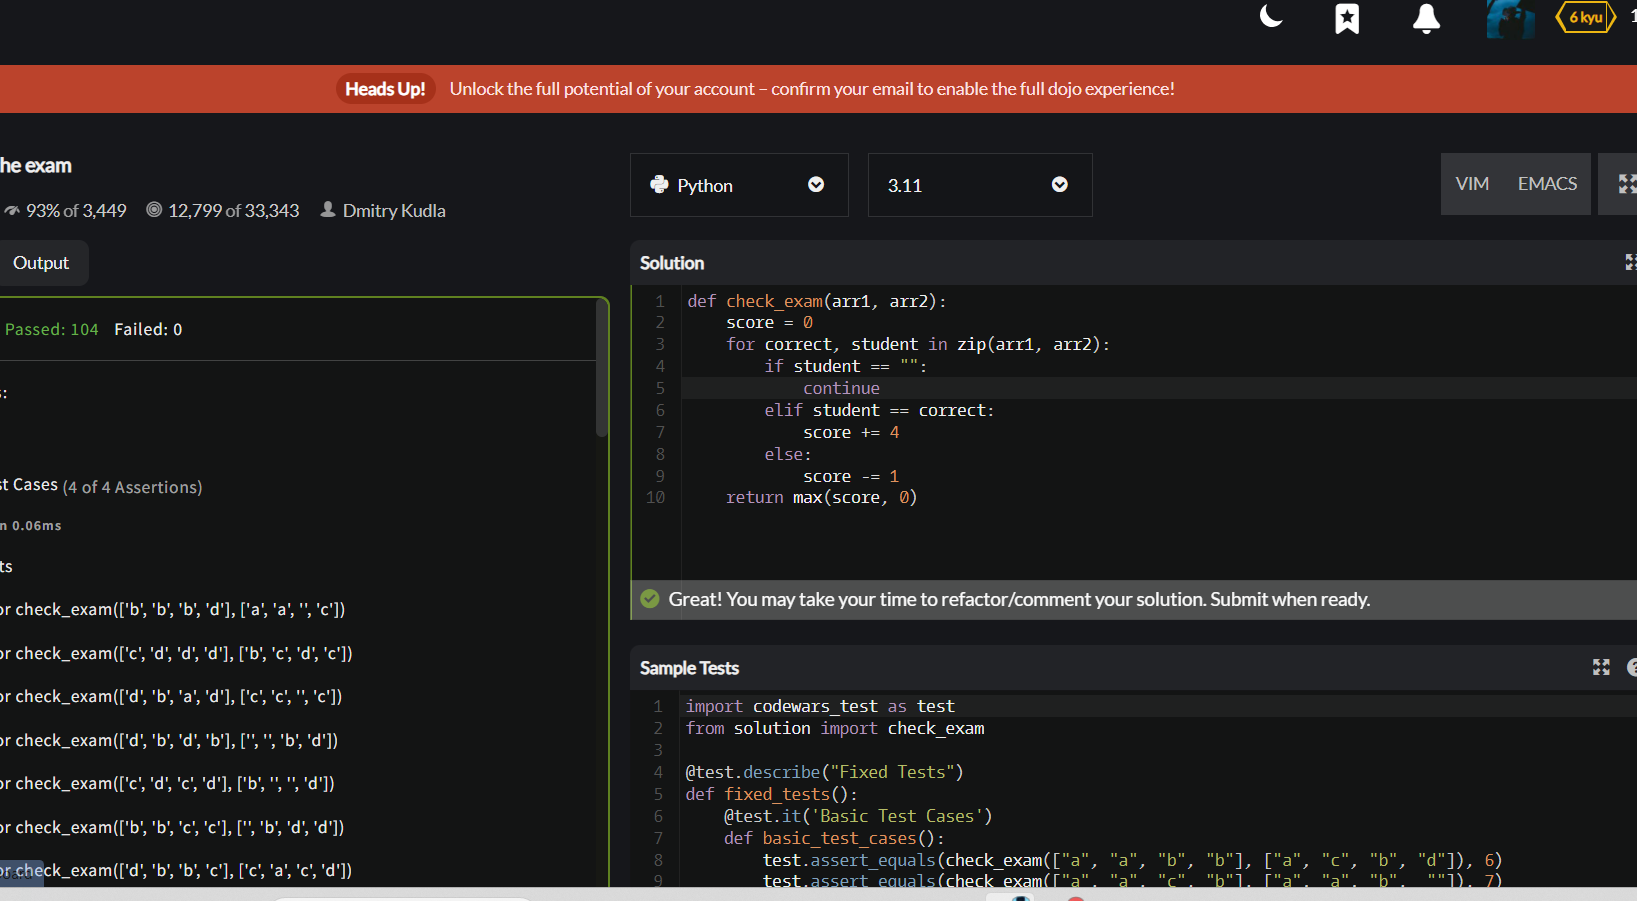 6 kyu
Heads Up! Unlock the full potential of your account – confirm your email to enable the full dojo experience!
he exam
93% of 3,449 12,799 of 33,343 Dmitry Kudla
Python
3.11
VIM EMACS
Output
Passed: 104 Failed: 0
s:
st Cases (4 of 4 Assertions)
n 0.06ms
ts
or check_exam(['b', 'b', 'b', 'd'], ['a', 'a', '', 'c'])
or check_exam(['c', 'd', 'd', 'd'], ['b', 'c', 'd', 'c'])
or check_exam(['d', 'b', 'a', 'd'], ['c', 'c', '', 'c'])
or check_exam(['d', 'b', 'd', 'b'], ['', '', 'b', 'd'])
or check_exam(['c', 'd', 'c', 'd'], ['b', '', '', 'd'])
or check_exam(['b', 'b', 'c', 'c'], ['', 'b', 'd', 'd'])
or check_exam(['d', 'b', 'b', 'c'], ['c', 'a', 'c', 'd'])
Solution
1 def check_exam(arr1, arr2):
2 score = 0
3 for correct, student in zip(arr1, arr2):
4 if student == "":
5 continue
6 elif student == correct:
7 score += 4
8 else:
9 score -= 1
10 return max(score, 0)
Great! You may take your time to refactor/comment your solution. Submit when ready.
Sample Tests
1 import codewars_test as test
2 from solution import check_exam
3
4 @test.describe("Fixed Tests")
5 def fixed_tests():
6 @test.it('Basic Test Cases')
7 def basic_test_cases():
8 test.assert_equals(check_exam(["a", "a", "b", "b"], ["a", "c", "b", "d"]), 6)
9 test.assert_equals(check_exam(["a", "a", "c", "b"], ["a", "a", "b", ""]), 7)